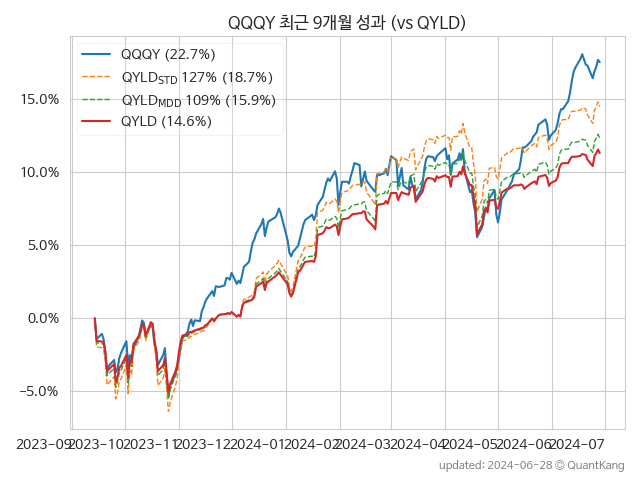 QQQY 최근 9개월 성과 (vs QYLD)
QQQY (22.7%)
QYLD_STD 127% (18.7%)
QYLD_MDD 109% (15.9%)
QYLD (14.6%)
15.0%
10.0%
5.0%
0.0%
−5.0%
2023-09 2023-10 2023-11 2023-12 2024-01 2024-02 2024-03 2024-04 2024-05 2024-06 2024-07
updated: 2024-06-28 © QuantKang